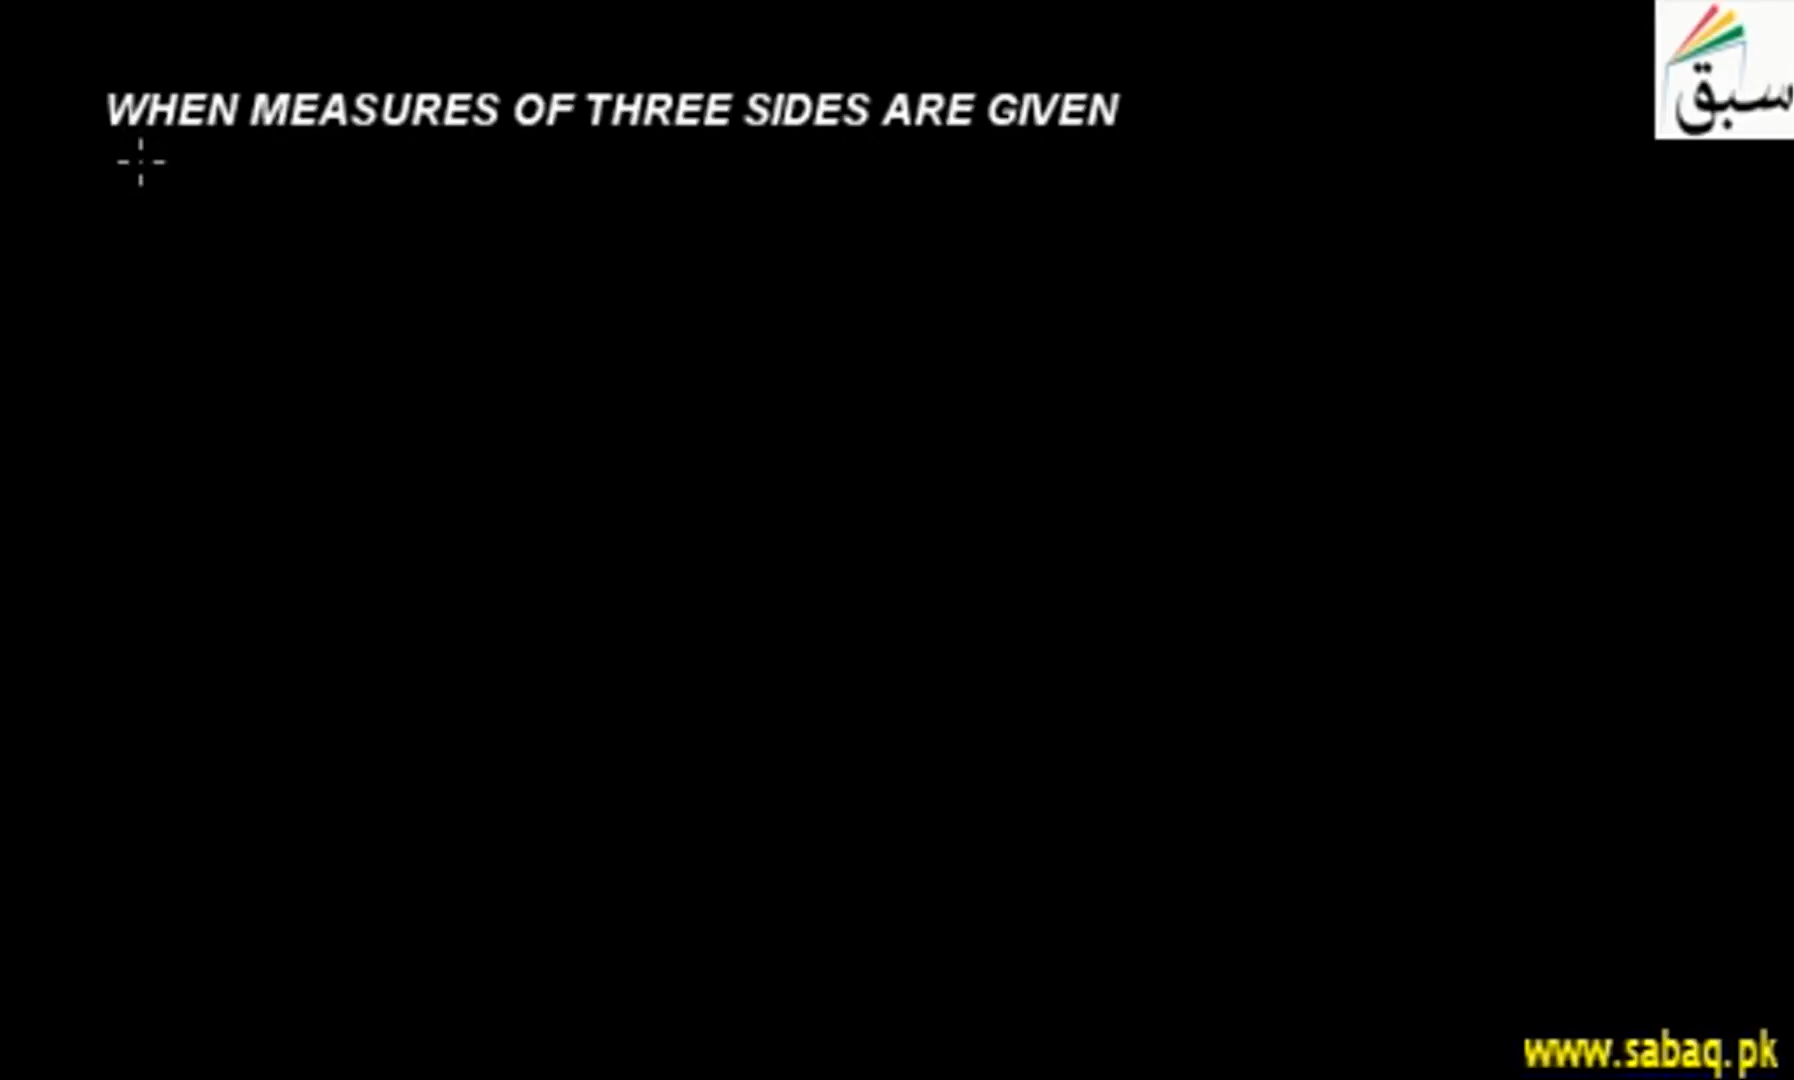 WHEN MEASURES OF THREE SIDES ARE GIVEN
سبق
www.sabaq.pk